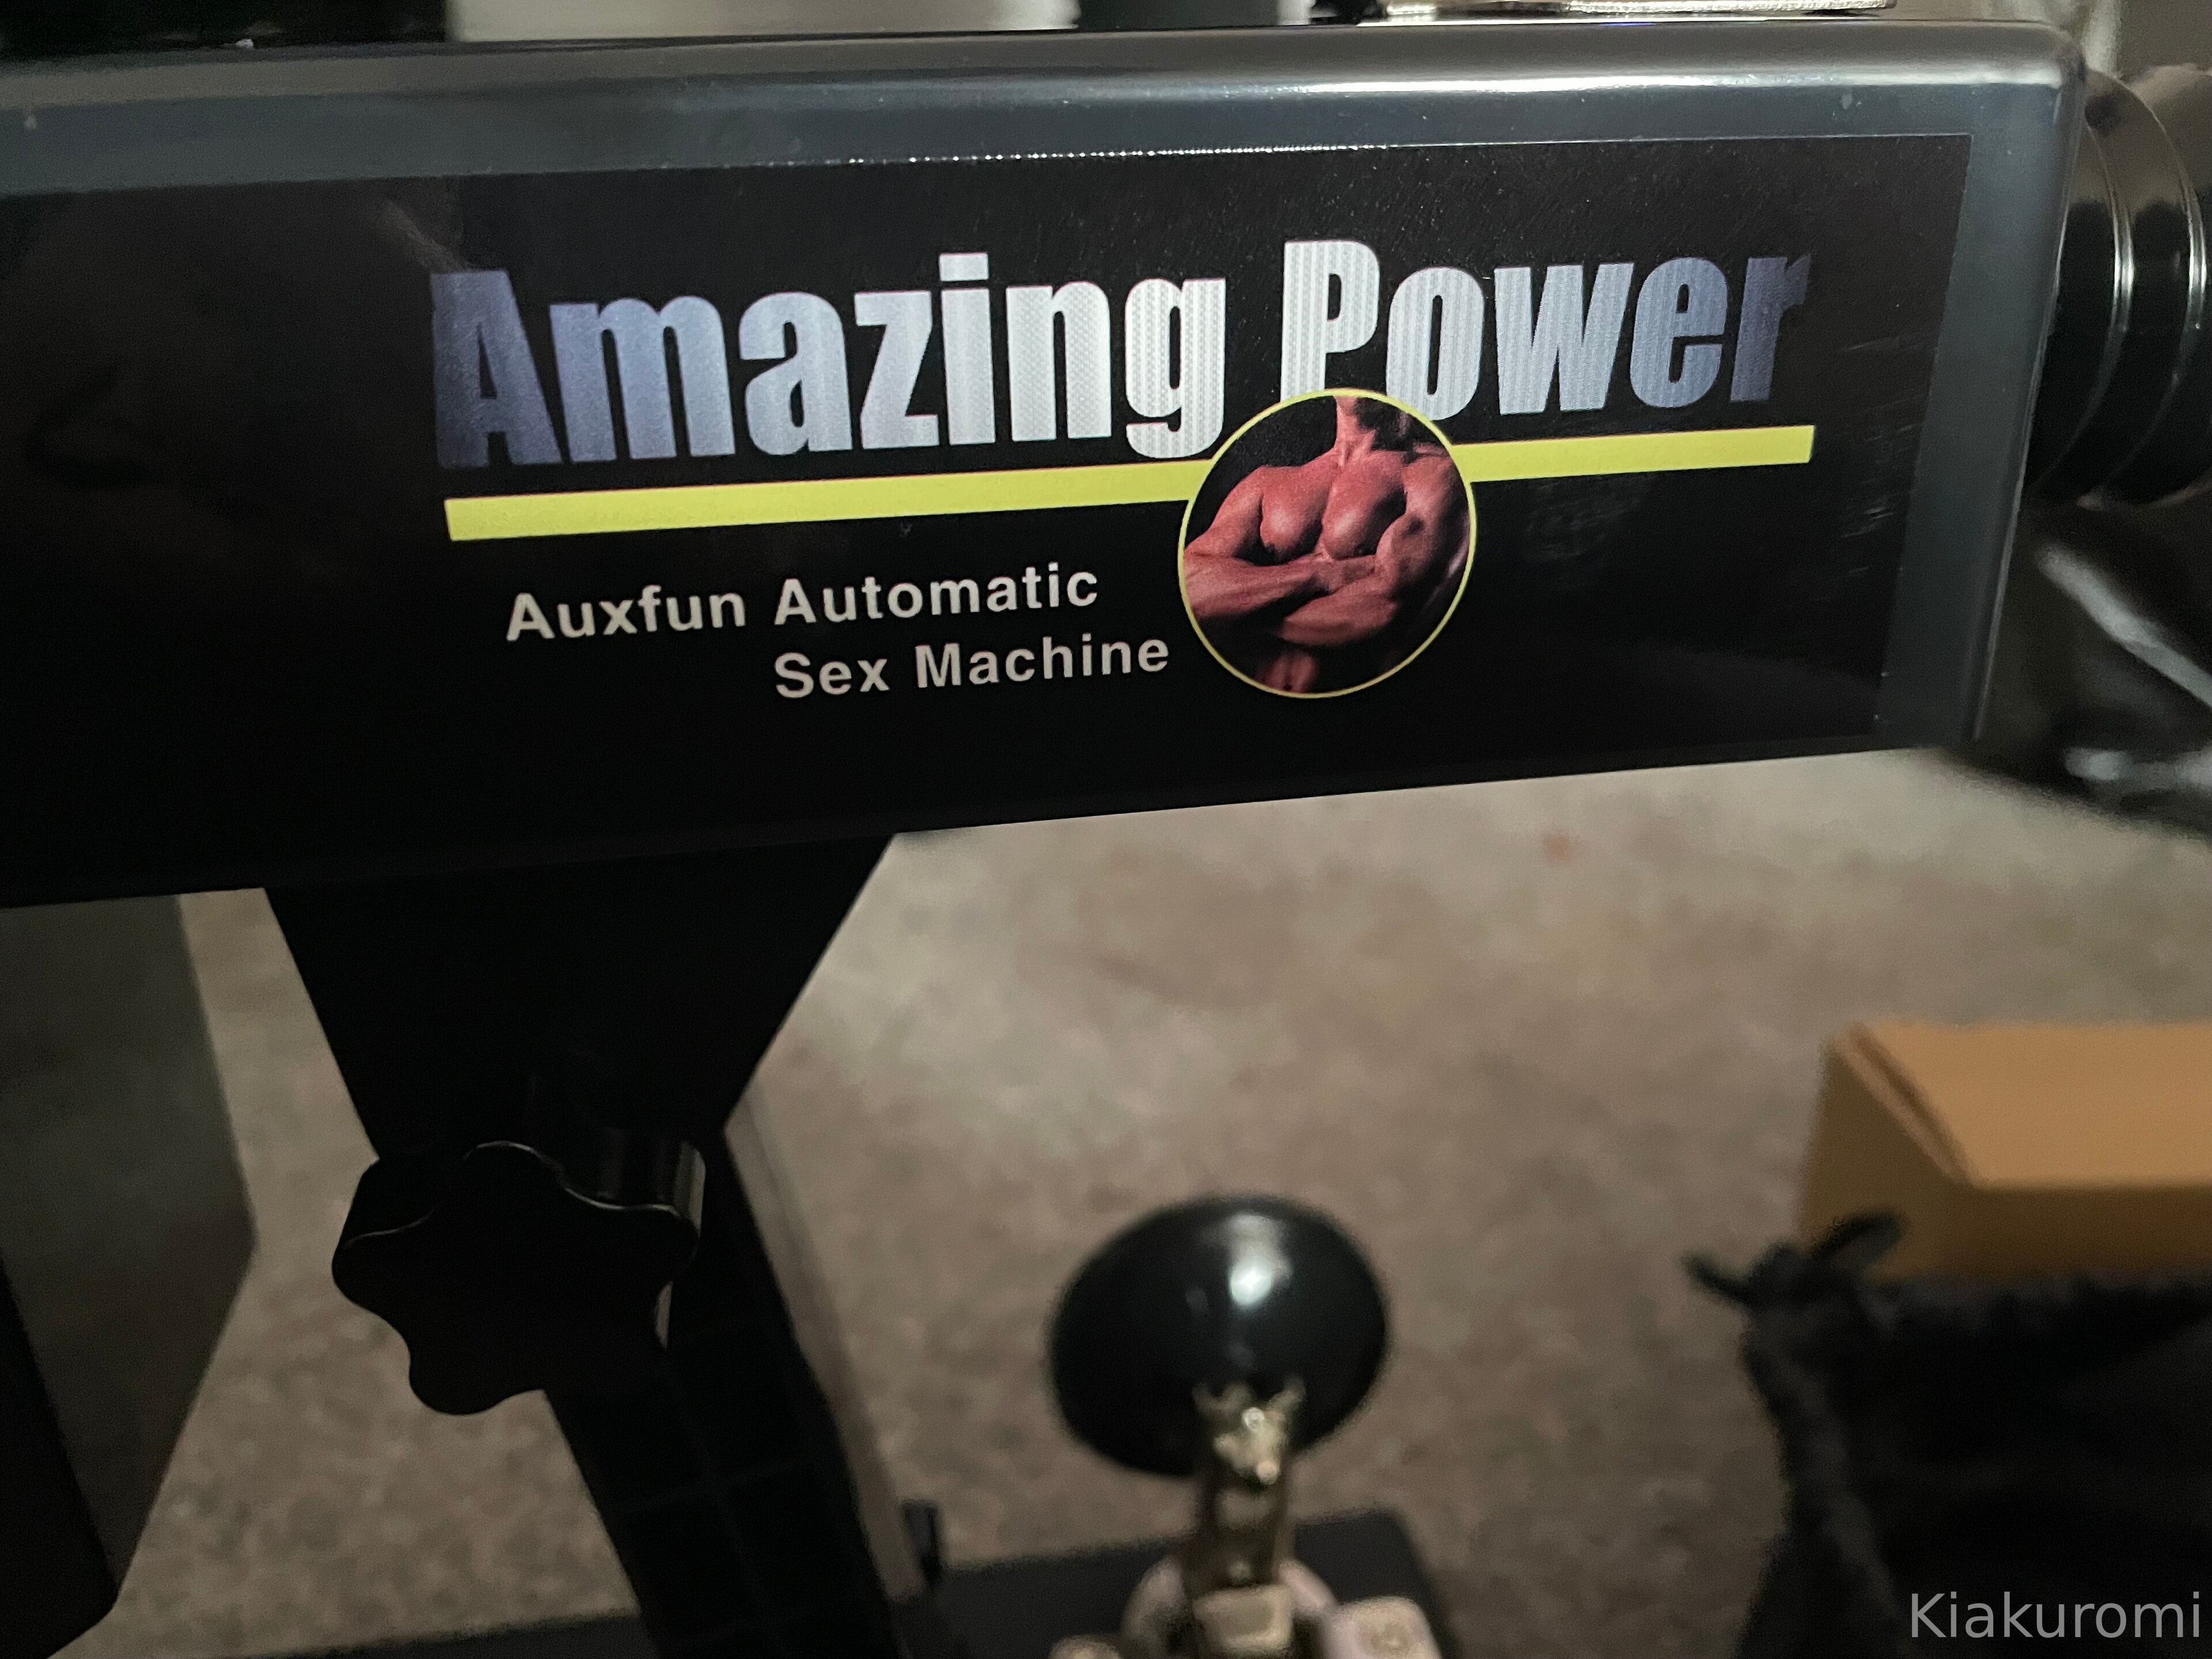 Amazing Power
Auxfun Automatic
Sex Machine
Kiakuromi